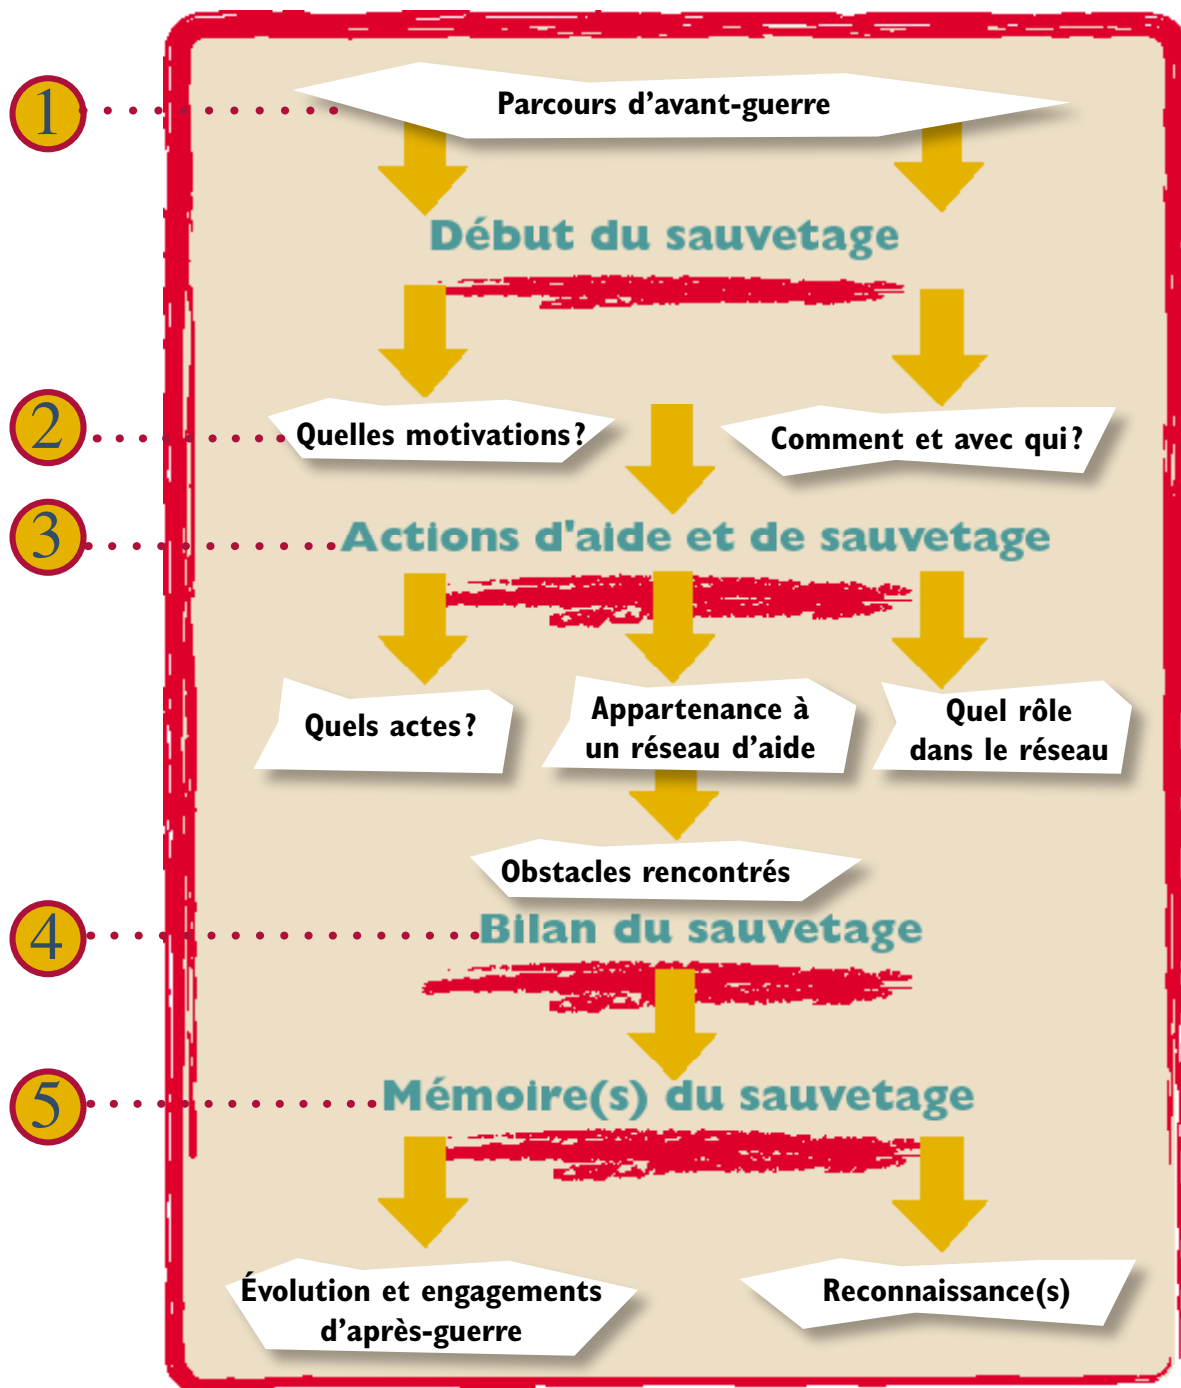 1
Parcours d’avant-guerre
Début du sauvetage
2
Quelles motivations ?
Comment et avec qui ?
3
Actions d'aide et de sauvetage
Quels actes ?
Appartenance à
un réseau d’aide
Quel rôle
dans le réseau
Obstacles rencontrés
4
Bilan du sauvetage
5
Mémoire(s) du sauvetage
Évolution et engagements
d’après-guerre
Reconnaissance(s)